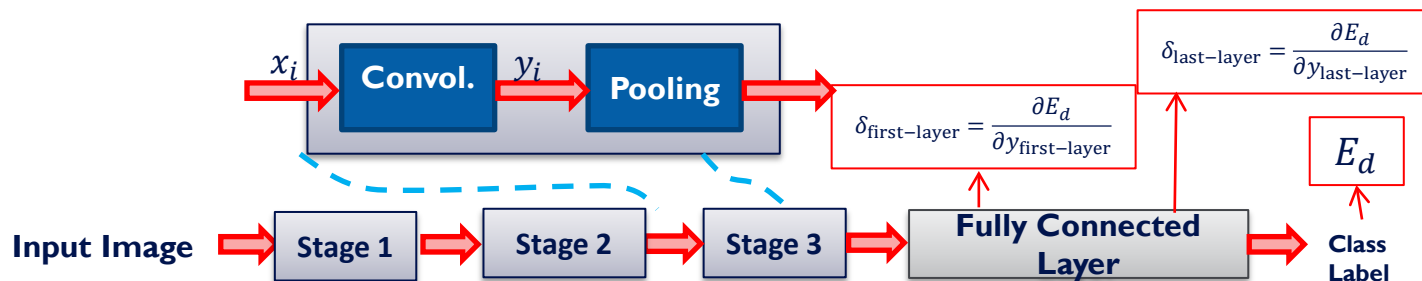 δ_last−layer = ∂E_d / ∂y_last−layer
x_i
Convol.
y_i
Pooling
δ_first−layer = ∂E_d / ∂y_first−layer
E_d
Input Image
Stage 1
Stage 2
Stage 3
Fully Connected
Layer
Class
Label